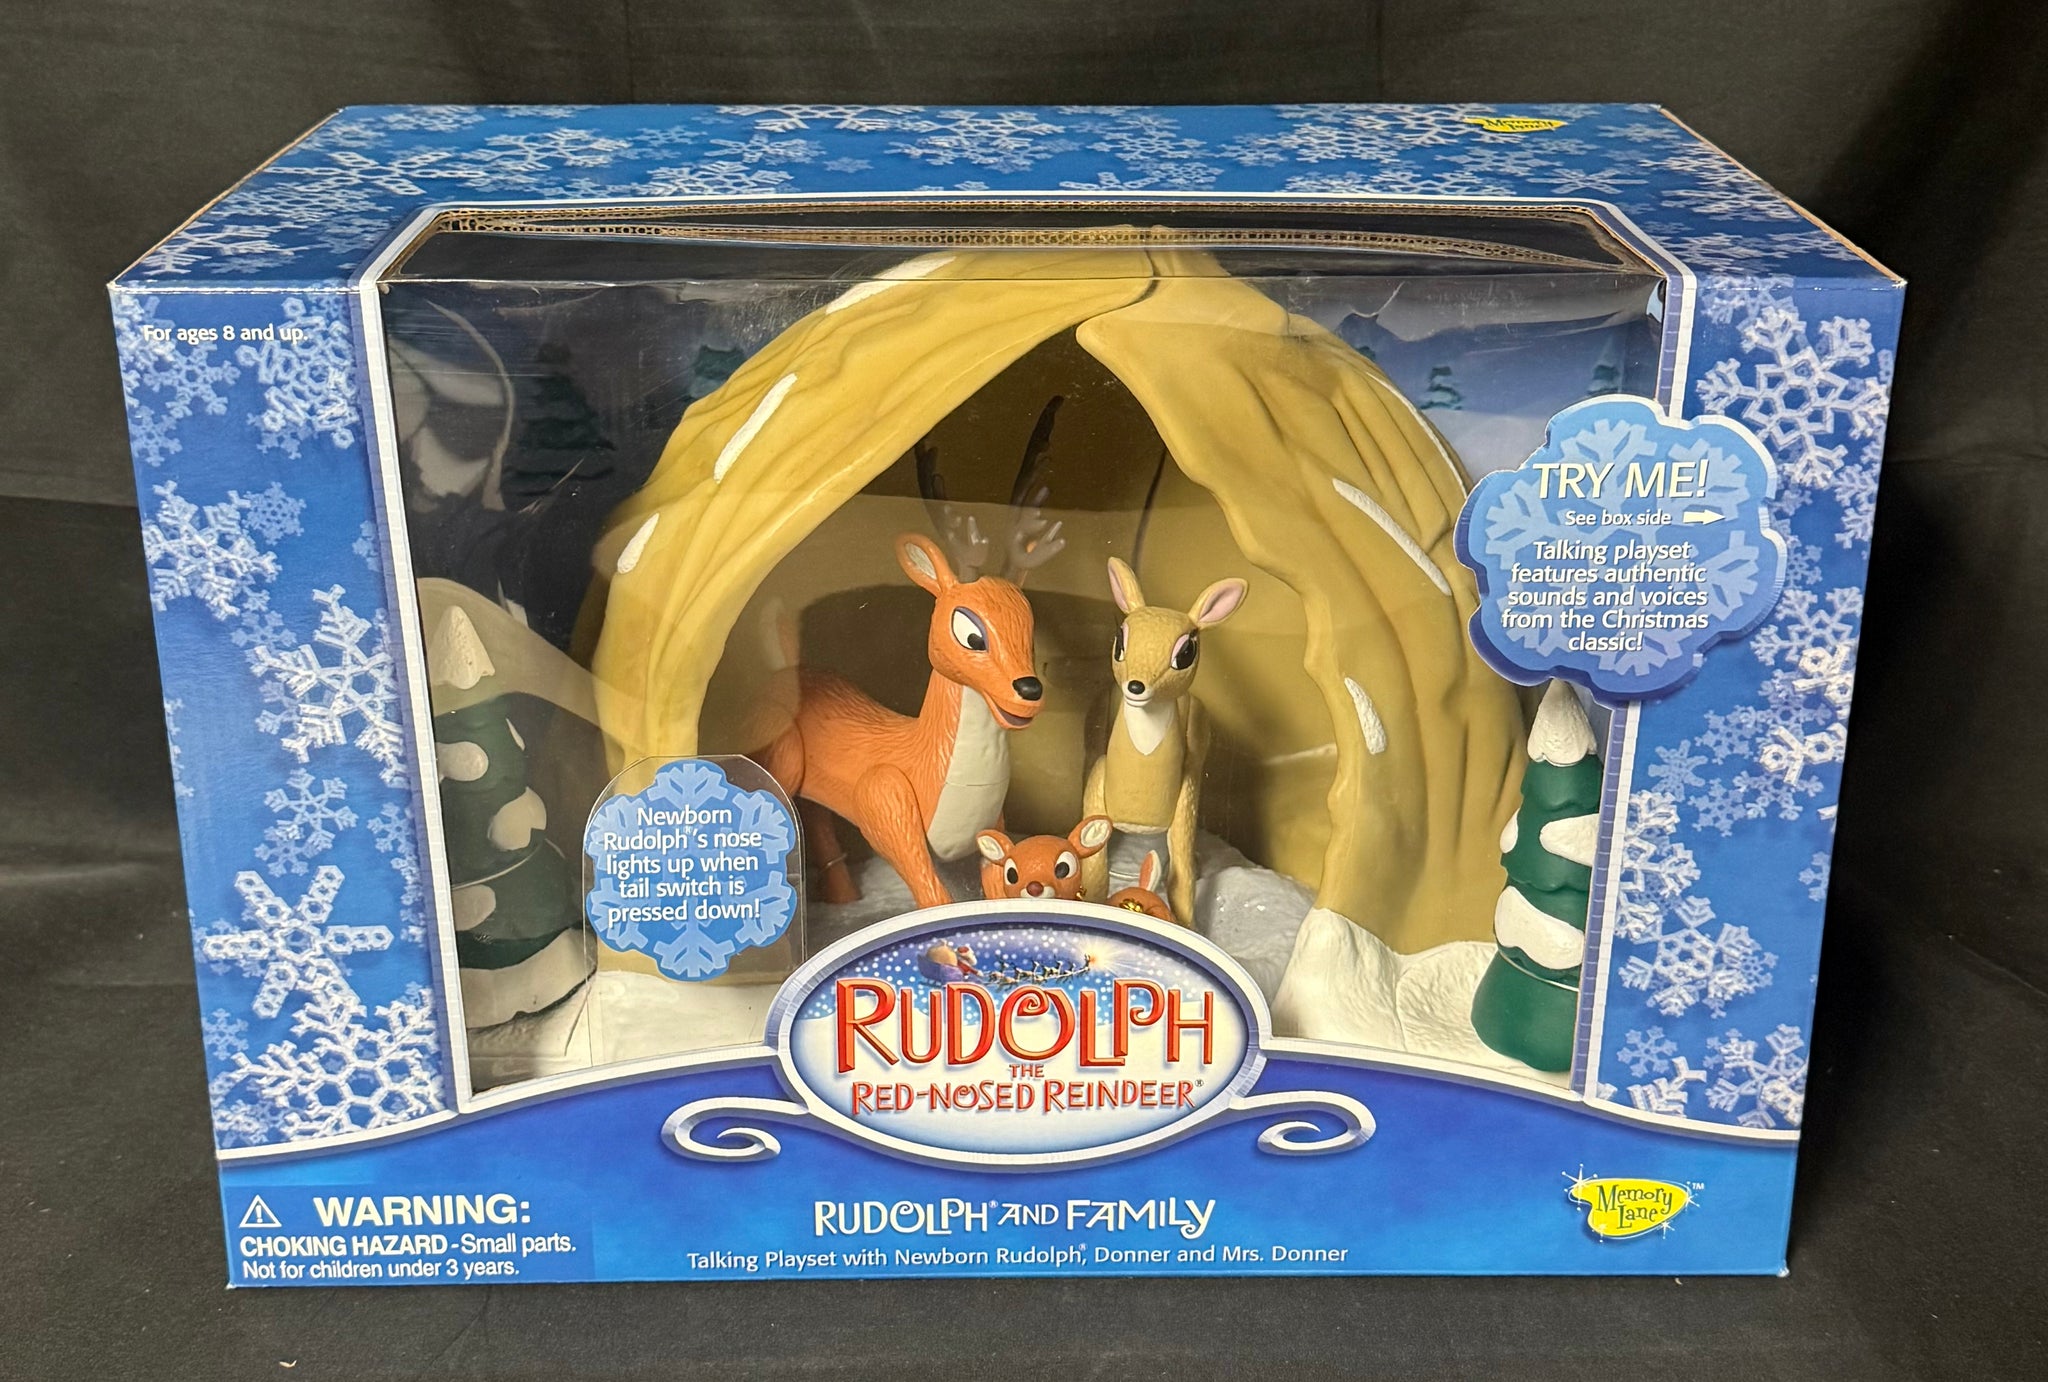 Memory
Lane
For ages 8 and up.
TRY ME!
See box side
Talking playset
features authentic
sounds and voices
from the Christmas
classic!
Newborn
Rudolph®'s nose
lights up when
tail switch is
pressed down!
RUDOLPH
THE
RED-NOSED REINDEER®
WARNING:
CHOKING HAZARD - Small parts.
Not for children under 3 years.
RUDOLPH® AND FAMILY
Talking Playset with Newborn Rudolph®, Donner and Mrs. Donner
Memory
Lane
TM